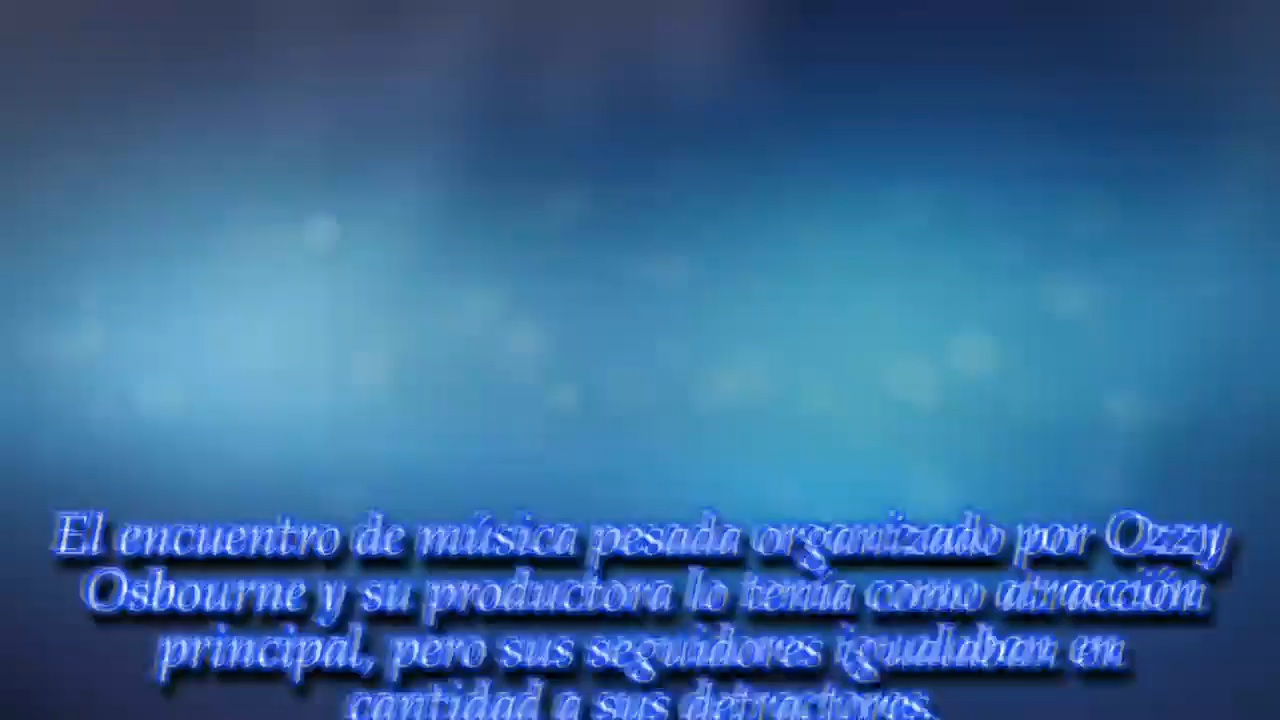 El encuentro de música pesada organizado por Ozzy
Osbourne y su productora lo tenía como atracción
principal, pero sus seguidores igualaban en
cantidad a sus detractores.